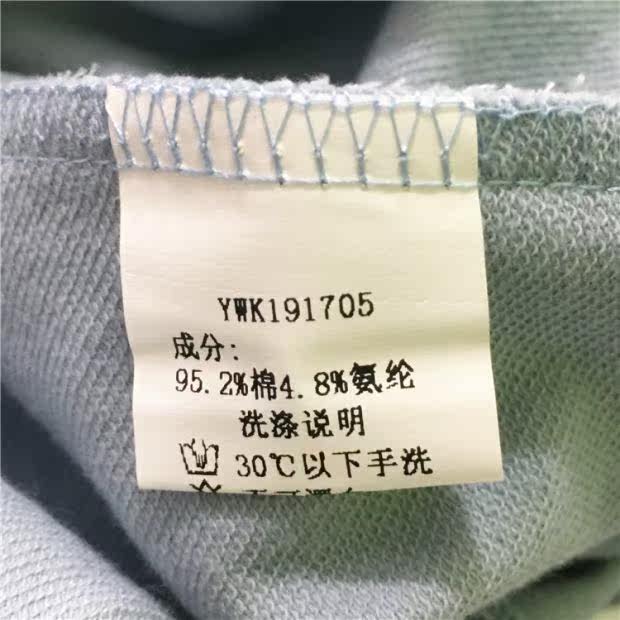 YWK191705
成分:
95.2%棉4.8%氨纶
洗涤说明
30℃以下手洗